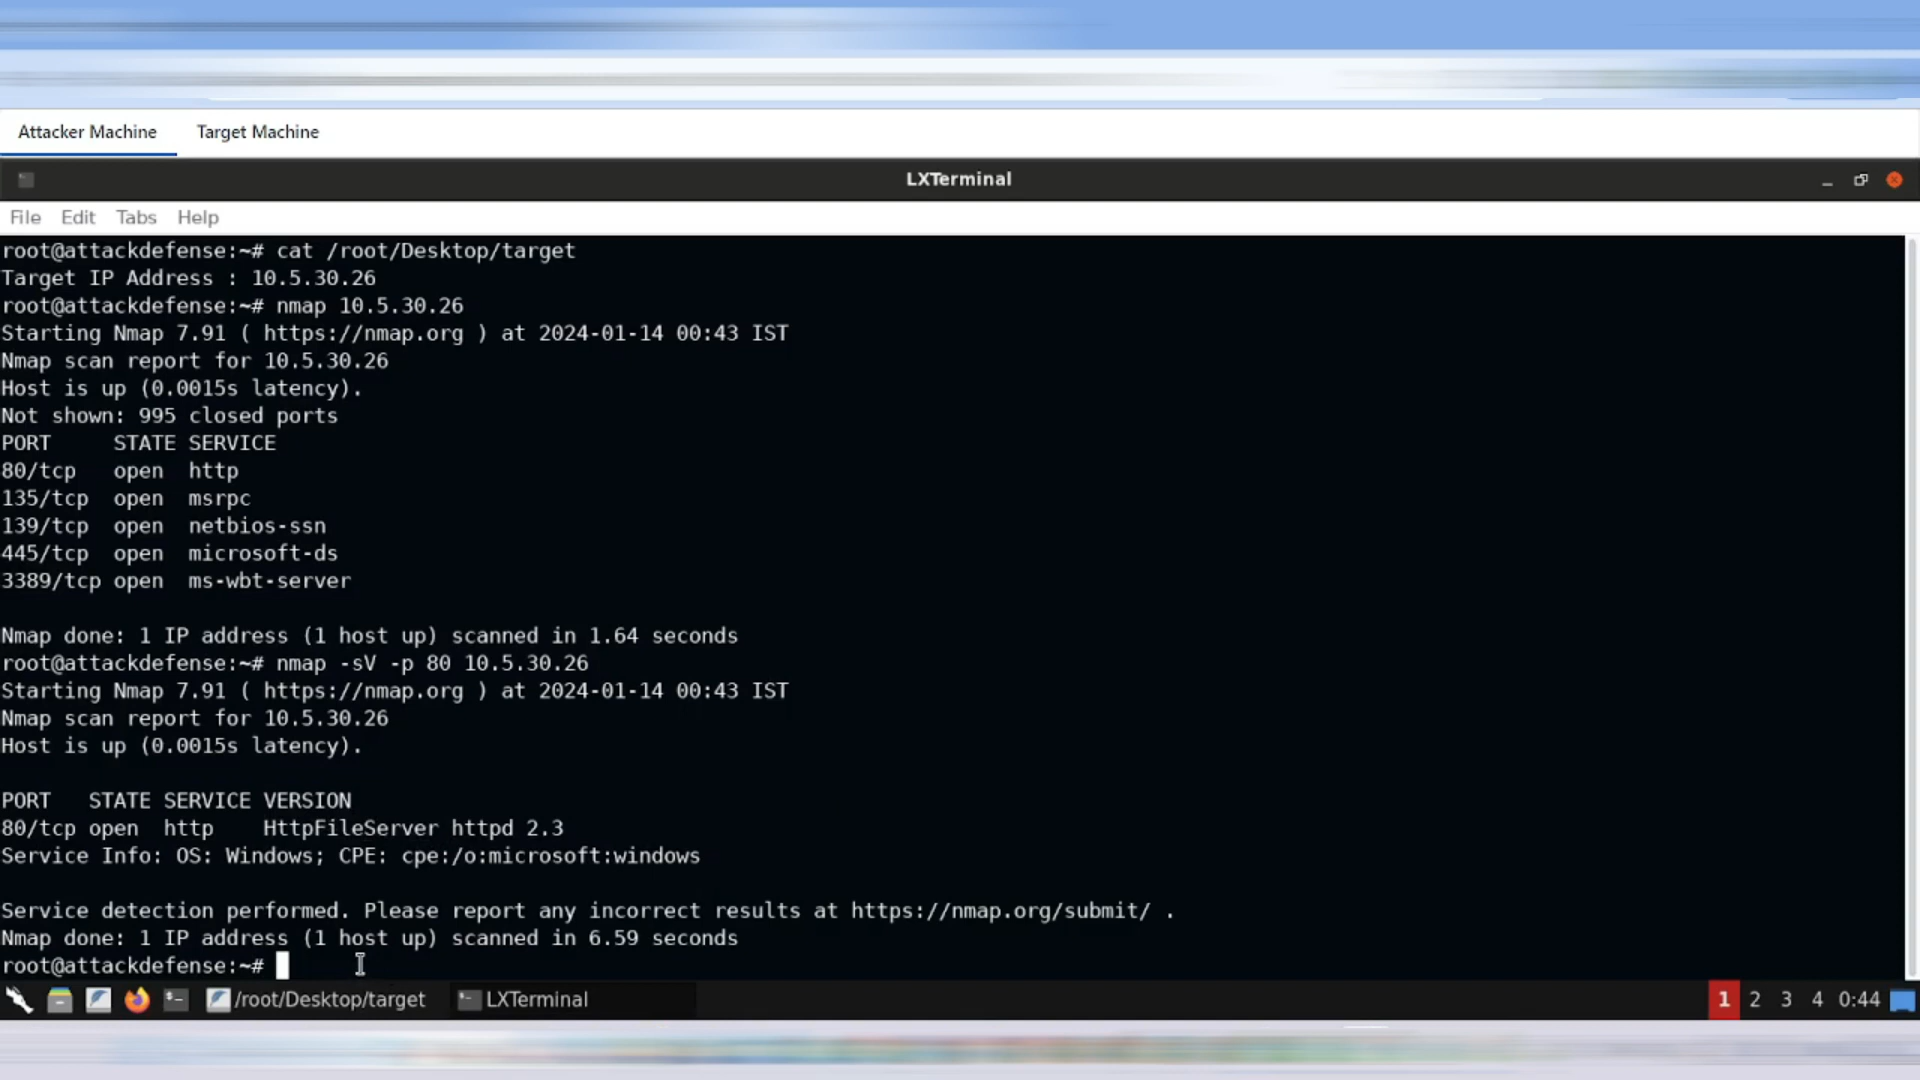 Attacker Machine Target Machine
LXTerminal
File Edit Tabs Help
root@attackdefense:~# cat /root/Desktop/target
Target IP Address : 10.5.30.26
root@attackdefense:~# nmap 10.5.30.26
Starting Nmap 7.91 ( https://nmap.org ) at 2024-01-14 00:43 IST
Nmap scan report for 10.5.30.26
Host is up (0.0015s latency).
Not shown: 995 closed ports
PORT     STATE SERVICE
80/tcp   open  http
135/tcp  open  msrpc
139/tcp  open  netbios-ssn
445/tcp  open  microsoft-ds
3389/tcp open  ms-wbt-server
Nmap done: 1 IP address (1 host up) scanned in 1.64 seconds
root@attackdefense:~# nmap -sV -p 80 10.5.30.26
Starting Nmap 7.91 ( https://nmap.org ) at 2024-01-14 00:43 IST
Nmap scan report for 10.5.30.26
Host is up (0.0015s latency).
PORT   STATE SERVICE VERSION
80/tcp open  http    HttpFileServer httpd 2.3
Service Info: OS: Windows; CPE: cpe:/o:microsoft:windows
Service detection performed. Please report any incorrect results at https://nmap.org/submit/ .
Nmap done: 1 IP address (1 host up) scanned in 6.59 seconds
root@attackdefense:~#
/root/Desktop/target LXTerminal 1 2 3 4 0:44